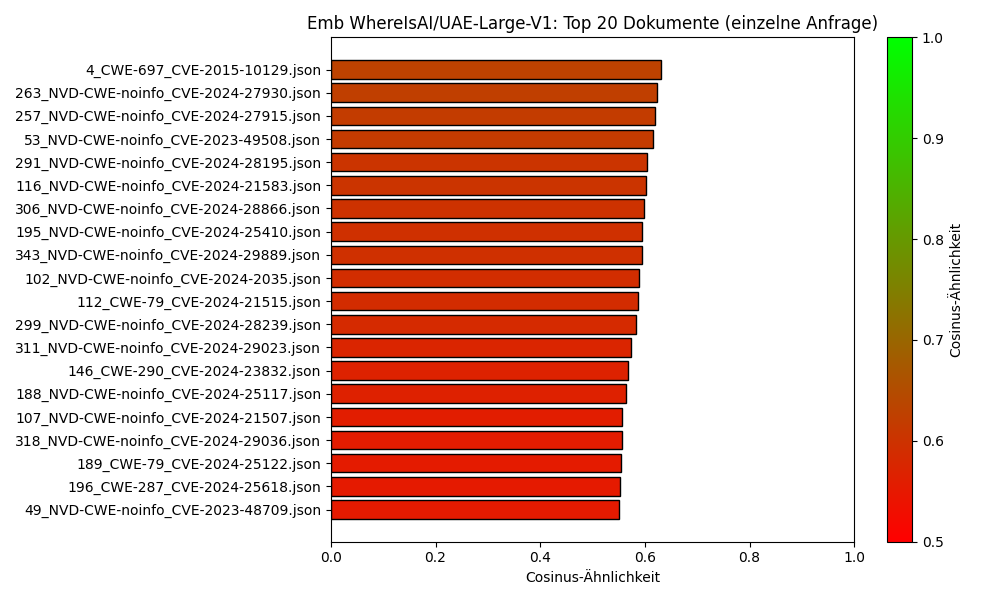 Emb WhereIsAI/UAE-Large-V1: Top 20 Dokumente (einzelne Anfrage)
4_CWE-697_CVE-2015-10129.json
263_NVD-CWE-noinfo_CVE-2024-27930.json
257_NVD-CWE-noinfo_CVE-2024-27915.json
53_NVD-CWE-noinfo_CVE-2023-49508.json
291_NVD-CWE-noinfo_CVE-2024-28195.json
116_NVD-CWE-noinfo_CVE-2024-21583.json
306_NVD-CWE-noinfo_CVE-2024-28866.json
195_NVD-CWE-noinfo_CVE-2024-25410.json
343_NVD-CWE-noinfo_CVE-2024-29889.json
102_NVD-CWE-noinfo_CVE-2024-2035.json
112_CWE-79_CVE-2024-21515.json
299_NVD-CWE-noinfo_CVE-2024-28239.json
311_NVD-CWE-noinfo_CVE-2024-29023.json
146_CWE-290_CVE-2024-23832.json
188_NVD-CWE-noinfo_CVE-2024-25117.json
107_NVD-CWE-noinfo_CVE-2024-21507.json
318_NVD-CWE-noinfo_CVE-2024-29036.json
189_CWE-79_CVE-2024-25122.json
196_CWE-287_CVE-2024-25618.json
49_NVD-CWE-noinfo_CVE-2023-48709.json
0.0 0.2 0.4 0.6 0.8 1.0
Cosinus-Ähnlichkeit
1.0
0.9
0.8
0.7
0.6
0.5
Cosinus-Ähnlichkeit